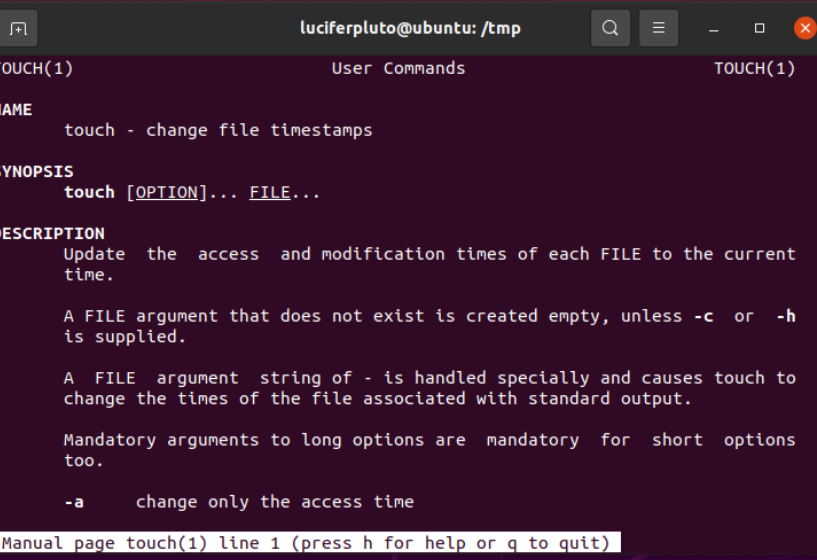 luciferpluto@ubuntu: /tmp
TOUCH(1) User Commands TOUCH(1)
NAME
touch - change file timestamps
SYNOPSIS
touch [OPTION]... FILE...
DESCRIPTION
Update the access and modification times of each FILE to the current
time.
A FILE argument that does not exist is created empty, unless -c or -h
is supplied.
A FILE argument string of - is handled specially and causes touch to
change the times of the file associated with standard output.
Mandatory arguments to long options are mandatory for short options
too.
-a change only the access time
Manual page touch(1) line 1 (press h for help or q to quit)